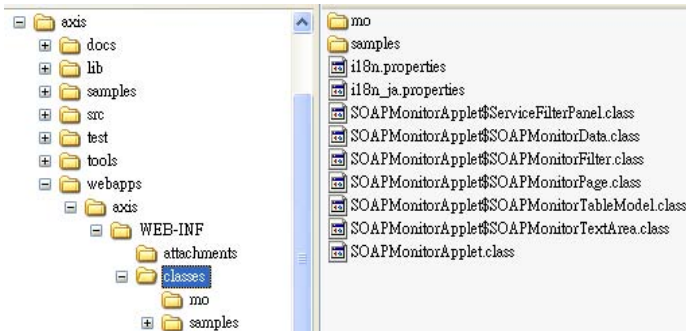 axis
docs
lib
samples
src
test
tools
webapps
axis
WEB-INF
attachments
classes
mo
samples
mo
samples
i18n.properties
i18n_ja.properties
SOAPMonitorApplet$ServiceFilterPanel.class
SOAPMonitorApplet$SOAPMonitorData.class
SOAPMonitorApplet$SOAPMonitorFilter.class
SOAPMonitorApplet$SOAPMonitorPage.class
SOAPMonitorApplet$SOAPMonitorTableModel.class
SOAPMonitorApplet$SOAPMonitorTextArea.class
SOAPMonitorApplet.class